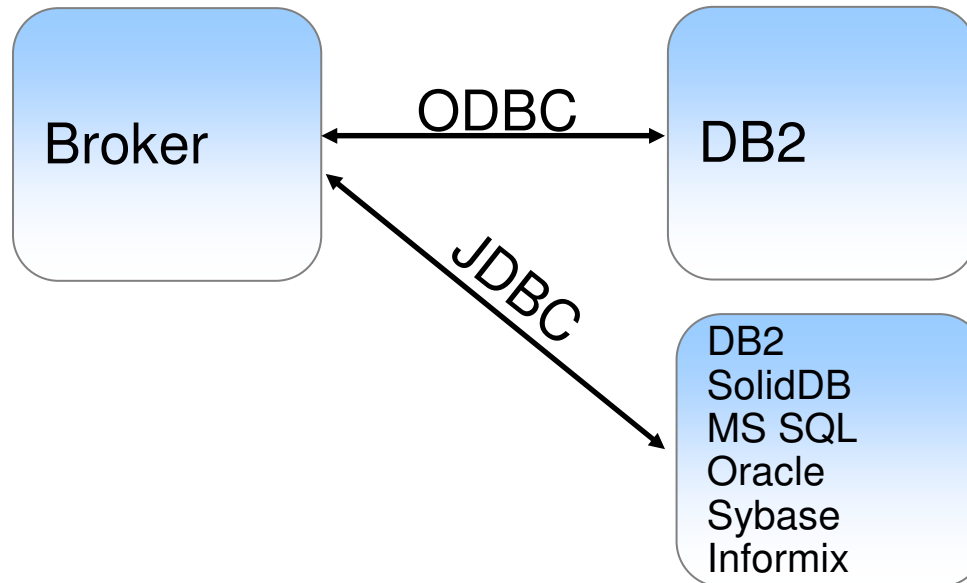 Broker
ODBC
DB2
JDBC
DB2
SolidDB
MS SQL
Oracle
Sybase
Informix